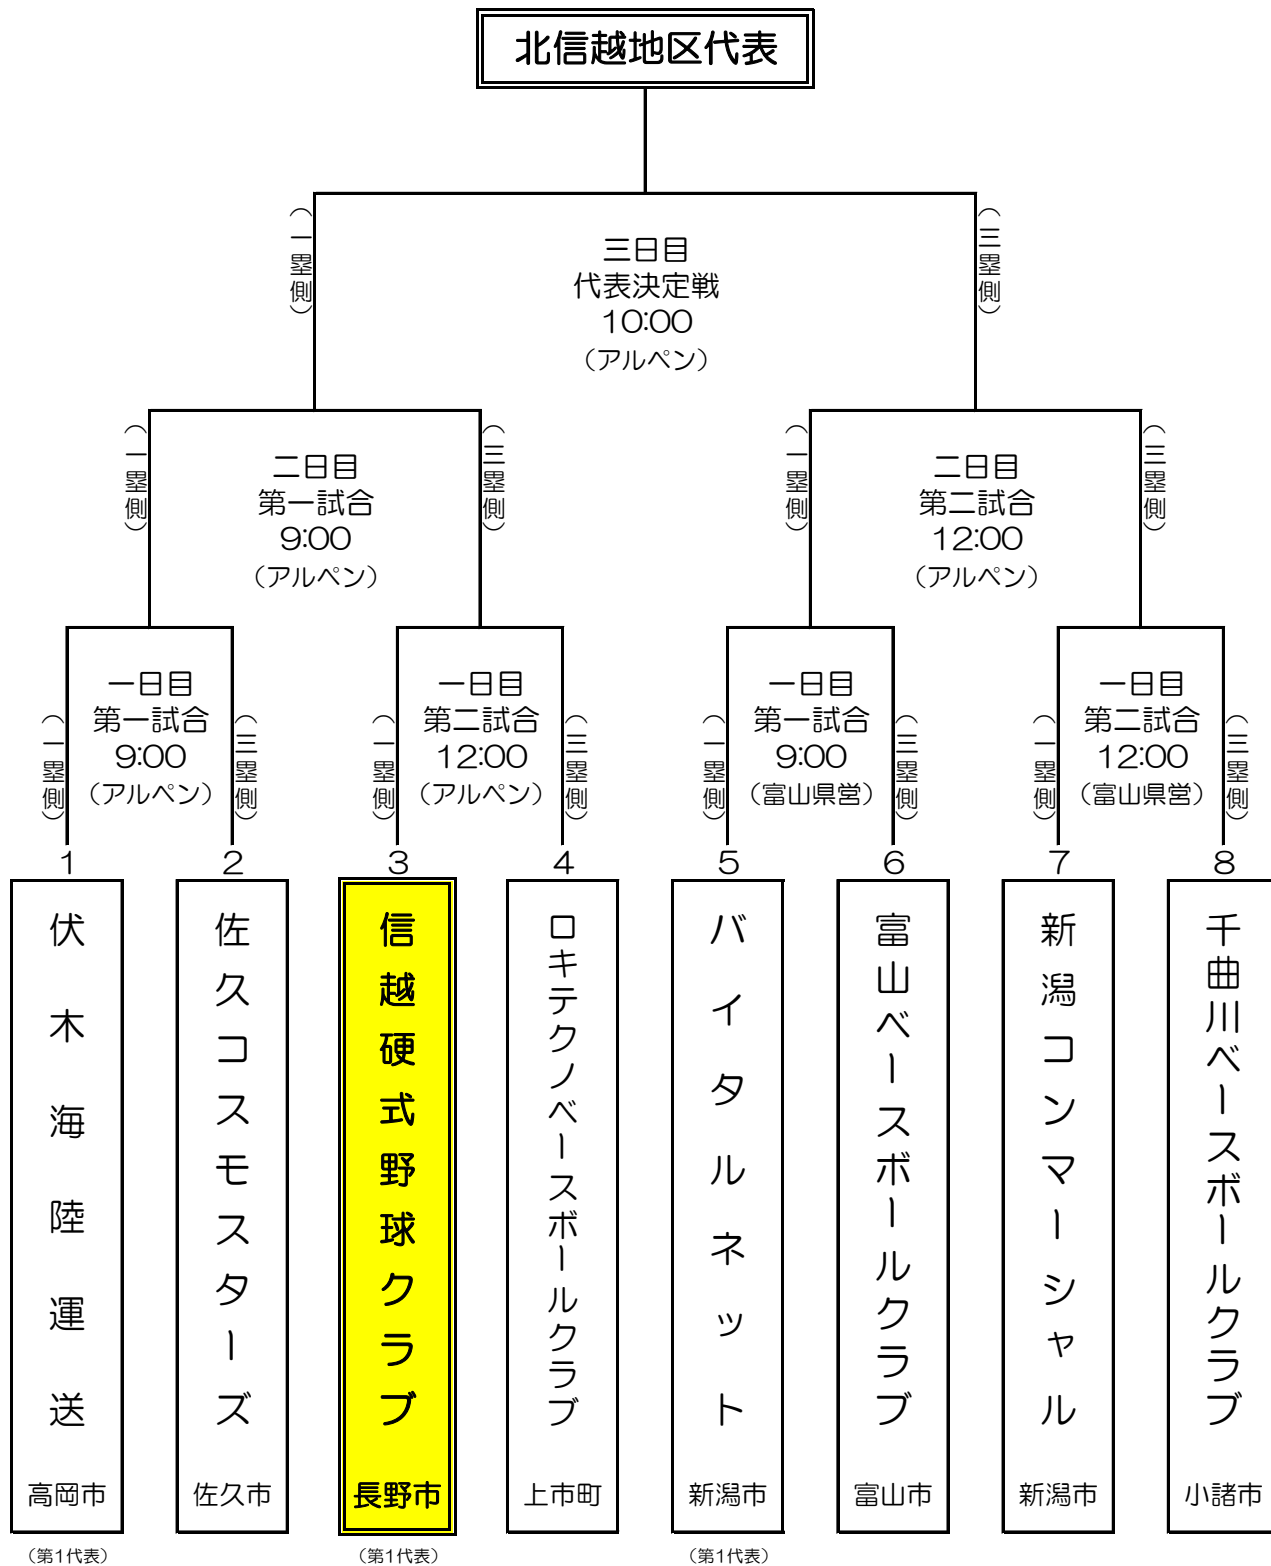 北信越地区代表
（一塁側）
三日目
代表決定戦
10:00
（アルペン）
（三塁側）
（一塁側）
二日目
第一試合
9:00
（アルペン）
（三塁側）
（一塁側）
二日目
第二試合
12:00
（アルペン）
（三塁側）
（一塁側）
一日目
第一試合
9:00
（アルペン）
（三塁側）
（一塁側）
一日目
第二試合
12:00
（アルペン）
（三塁側）
（一塁側）
一日目
第一試合
9:00
（富山県営）
（三塁側）
（一塁側）
一日目
第二試合
12:00
（富山県営）
（三塁側）
1
伏木海陸運送
高岡市
（第1代表）
2
佐久コスモスターズ
佐久市
3
信越硬式野球クラブ
長野市
（第1代表）
4
ロキテクノベースボールクラブ
上市町
5
バイタルネット
新潟市
（第1代表）
6
富山ベースボールクラブ
富山市
7
新潟コンマーシャル
新潟市
8
千曲川ベースボールクラブ
小諸市